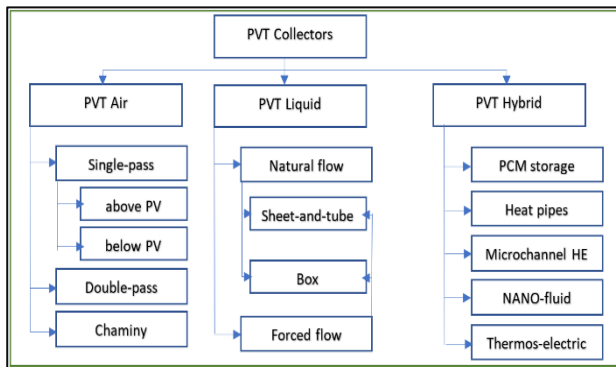 PVT Collectors
PVT Air
PVT Liquid
PVT Hybrid
Single-pass
above PV
below PV
Double-pass
Chaminy
Natural flow
Sheet-and-tube
Box
Forced flow
PCM storage
Heat pipes
Microchannel HE
NANO-fluid
Thermos-electric